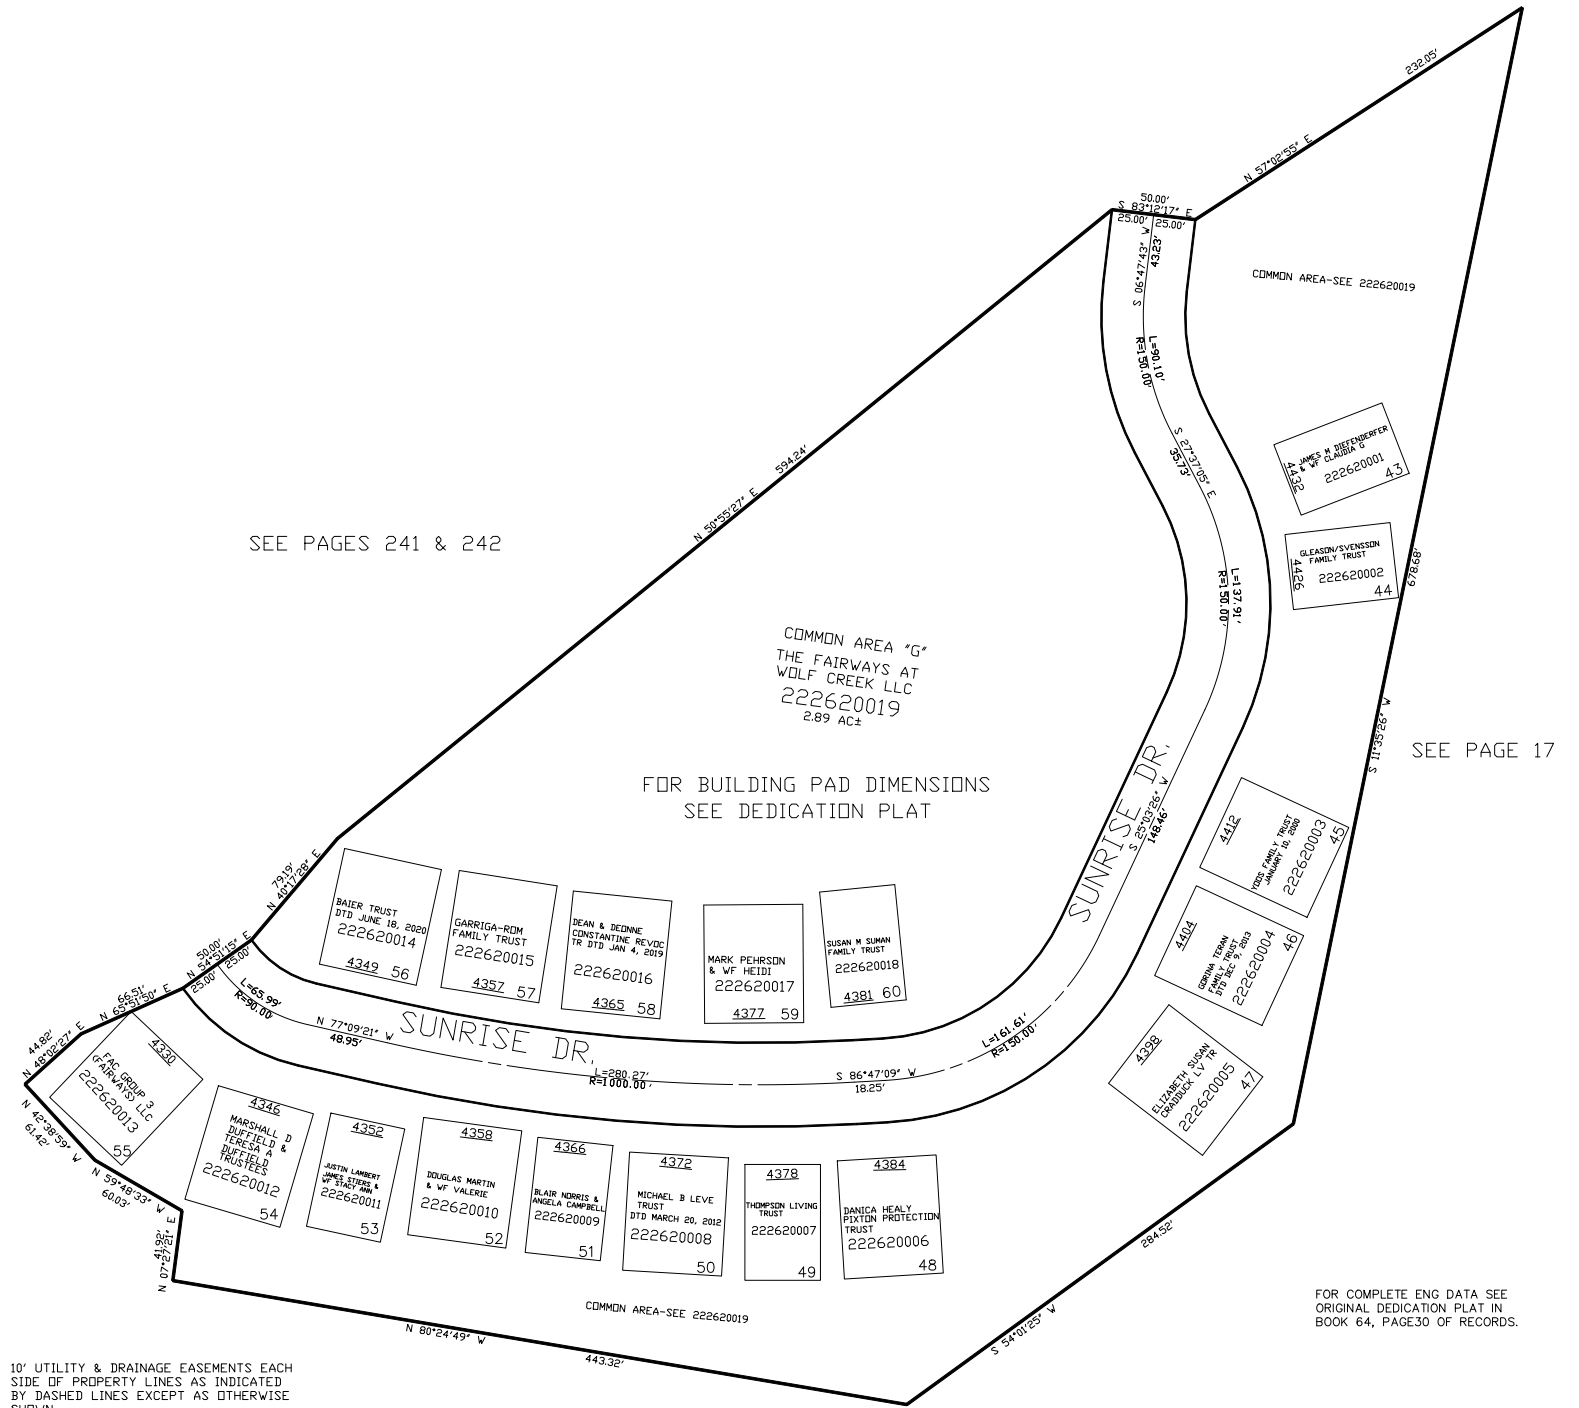 232.05'
N 57°02'55" E
50.00'
S 83°12'17" E
25.00' 25.00'
S 06°47'43" W
43.23'
COMMON AREA-SEE 222620019
L=90.10'
R=150.00'
S 27°37'05" E
35.73'
594.24'
N 50°55'27" E
4432
JAMES M DIEFENDERFER
& WF CLAUDIA G
222620001
43
SEE PAGES 241 & 242
4426
GLEASON/SVENSSON
FAMILY TRUST
222620002
44
678.68'
S 11°35'26" W
L=137.91'
R=150.00'
COMMON AREA "G"
THE FAIRWAYS AT
WOLF CREEK LLC
222620019
2.89 AC±
SEE PAGE 17
FOR BUILDING PAD DIMENSIONS
SEE DEDICATION PLAT
SUNRISE DR.
S 25°03'26" W
148.46'
4412
YODS FAMILY TRUST
JANUARY 10, 2000
222620003
45
4404
GORINA TERAN
FAMILY TRUST
DTD DEC 9, 2013
222620004
46
4398
ELIZABETH SUSAN
CRADDUCK LV TR
222620005
47
79.19'
N 40°17'28" E
BAIER TRUST
DTD JUNE 18, 2020
222620014
4349 56
GARRIGA-ROM
FAMILY TRUST
222620015
4357 57
DEAN & DEONNE
CONSTANTINE REVOC
TR DTD JAN 4, 2019
222620016
4365 58
MARK PEHRSON
& WF HEIDI
222620017
4377 59
SUSAN M SUMAN
FAMILY TRUST
222620018
4381 60
50.00'
N 54°51'15" E
25.00' 25.00'
66.51'
N 65°51'50" E
44.82'
N 48°02'27" E
L=65.99'
R=90.00'
N 77°09'21" W
48.95'
SUNRISE DR.
L=280.27'
R=1000.00'
S 86°47'09" W
18.25'
L=161.61'
R=150.00'
4330
FAC GROUP 3
(FAIRWAYS) LLC
222620013
55
N 42°38'59" W
61.42'
N 59°48'33" W
60.03'
41.92'
N 07°27'21" E
4346
MARSHALL D
DUFFIELD &
TERESA A
DUFFIELD
TRUSTEES
222620012
54
4352
JUSTIN LAMBERT
JAMES STIERS &
WF STACY ANN
222620011
53
4358
DOUGLAS MARTIN
& WF VALERIE
222620010
52
4366
BLAIR NORRIS &
ANGELA CAMPBELL
222620009
51
4372
MICHAEL B LEVE
TRUST
DTD MARCH 20, 2012
222620008
50
4378
THOMPSON LIVING
TRUST
222620007
49
4384
DANICA HEALY
PIXTON PROTECTION
TRUST
222620006
48
284.52'
S 54°01'25" W
COMMON AREA-SEE 222620019
N 80°24'49" W
443.32'
FOR COMPLETE ENG DATA SEE
ORIGINAL DEDICATION PLAT IN
BOOK 64, PAGE30 OF RECORDS.
10' UTILITY & DRAINAGE EASEMENTS EACH
SIDE OF PROPERTY LINES AS INDICATED
BY DASHED LINES EXCEPT AS OTHERWISE
SHOWN